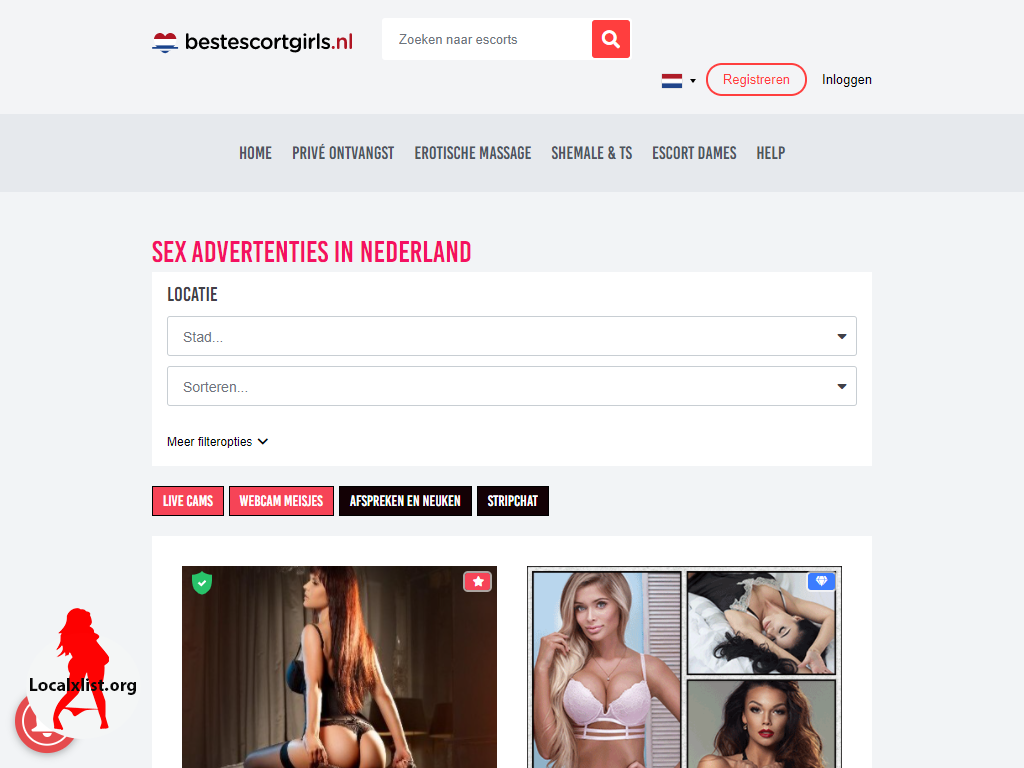 bestescortgirls.nl
Zoeken naar escorts
Registreren
Inloggen
HOME PRIVÉ ONTVANGST EROTISCHE MASSAGE SHEMALE & TS ESCORT DAMES HELP
SEX ADVERTENTIES IN NEDERLAND
LOCATIE
Stad...
Sorteren...
Meer filteropties
LIVE CAMS WEBCAM MEISJES AFSPREKEN EN NEUKEN STRIPCHAT
Localxlist.org